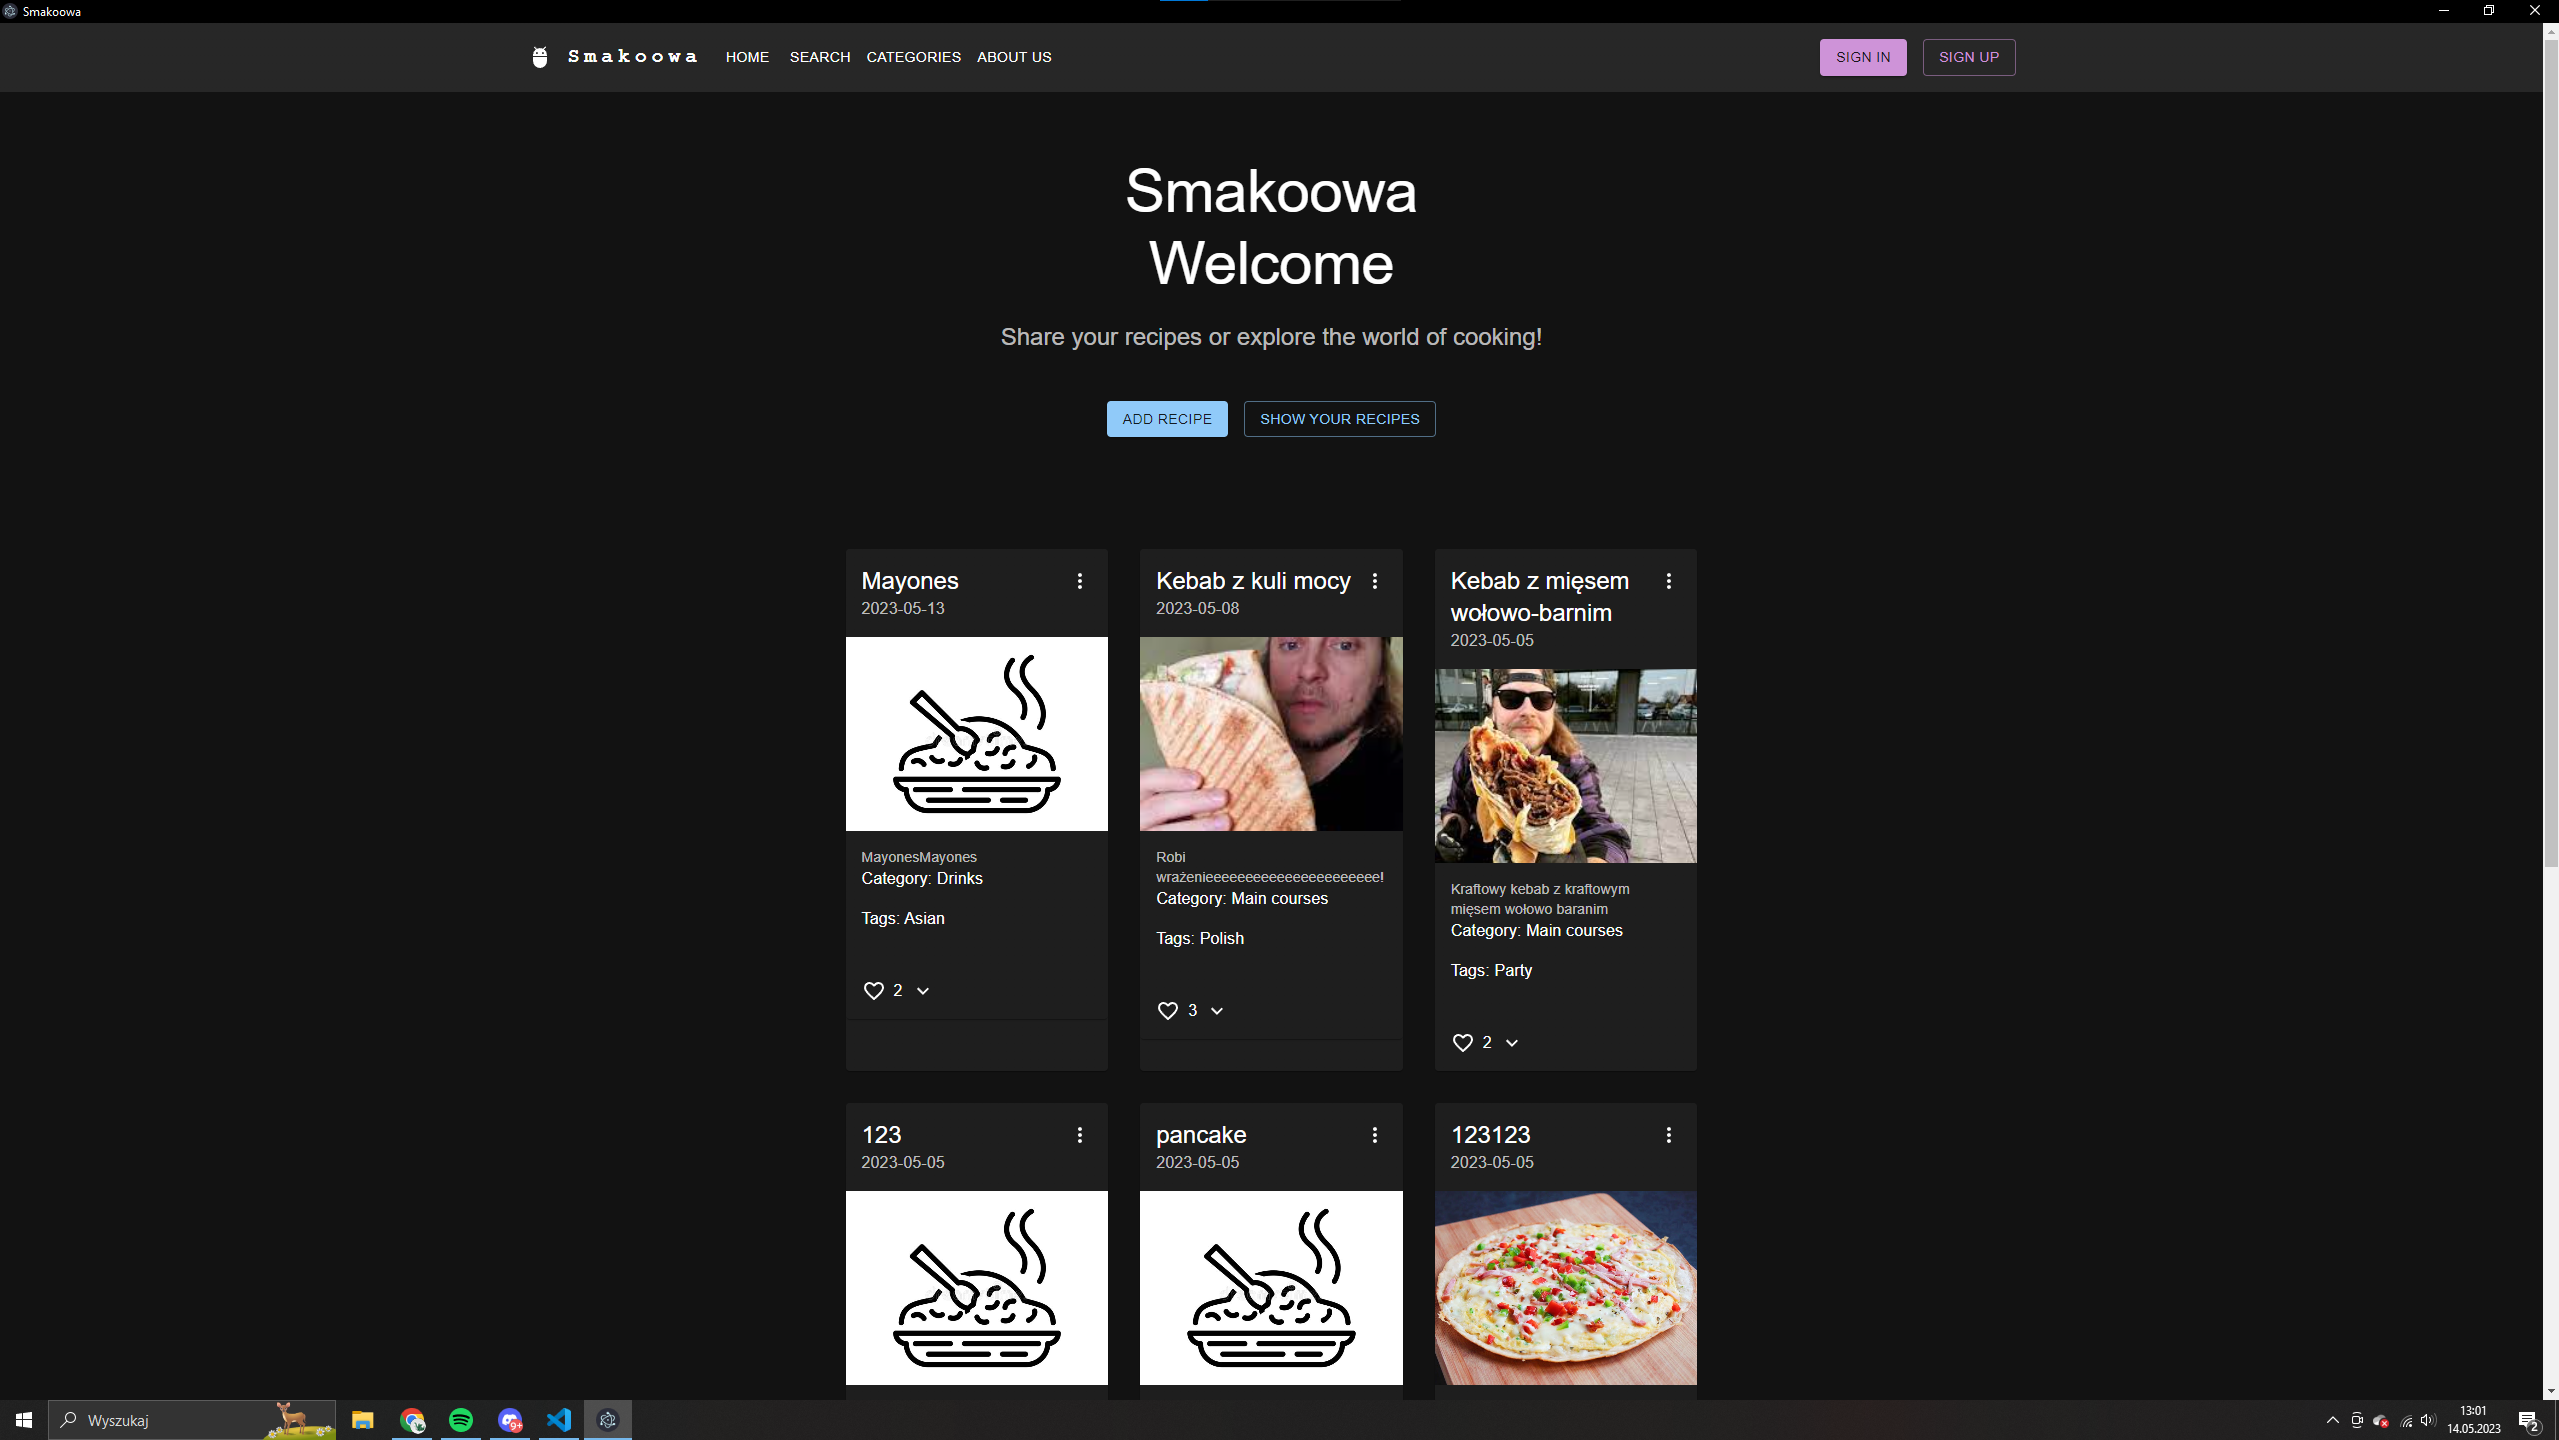 Smakoowa
Smakoowa HOME SEARCH CATEGORIES ABOUT US SIGN IN SIGN UP
Smakoowa
Welcome
Share your recipes or explore the world of cooking!
ADD RECIPE SHOW YOUR RECIPES
Mayones
2023-05-13
MayonesMayones
Category: Drinks
Tags: Asian
2
Kebab z kuli mocy
2023-05-08
Robi
wrażenieeeeeeeeeeeeeeeeeeeeee!
Category: Main courses
Tags: Polish
3
Kebab z mięsem
wołowo-barnim
2023-05-05
Kraftowy kebab z kraftowym
mięsem wołowo baranim
Category: Main courses
Tags: Party
2
123
2023-05-05
pancake
2023-05-05
123123
2023-05-05
Wyszukaj
9+
13:01
14.05.2023
2